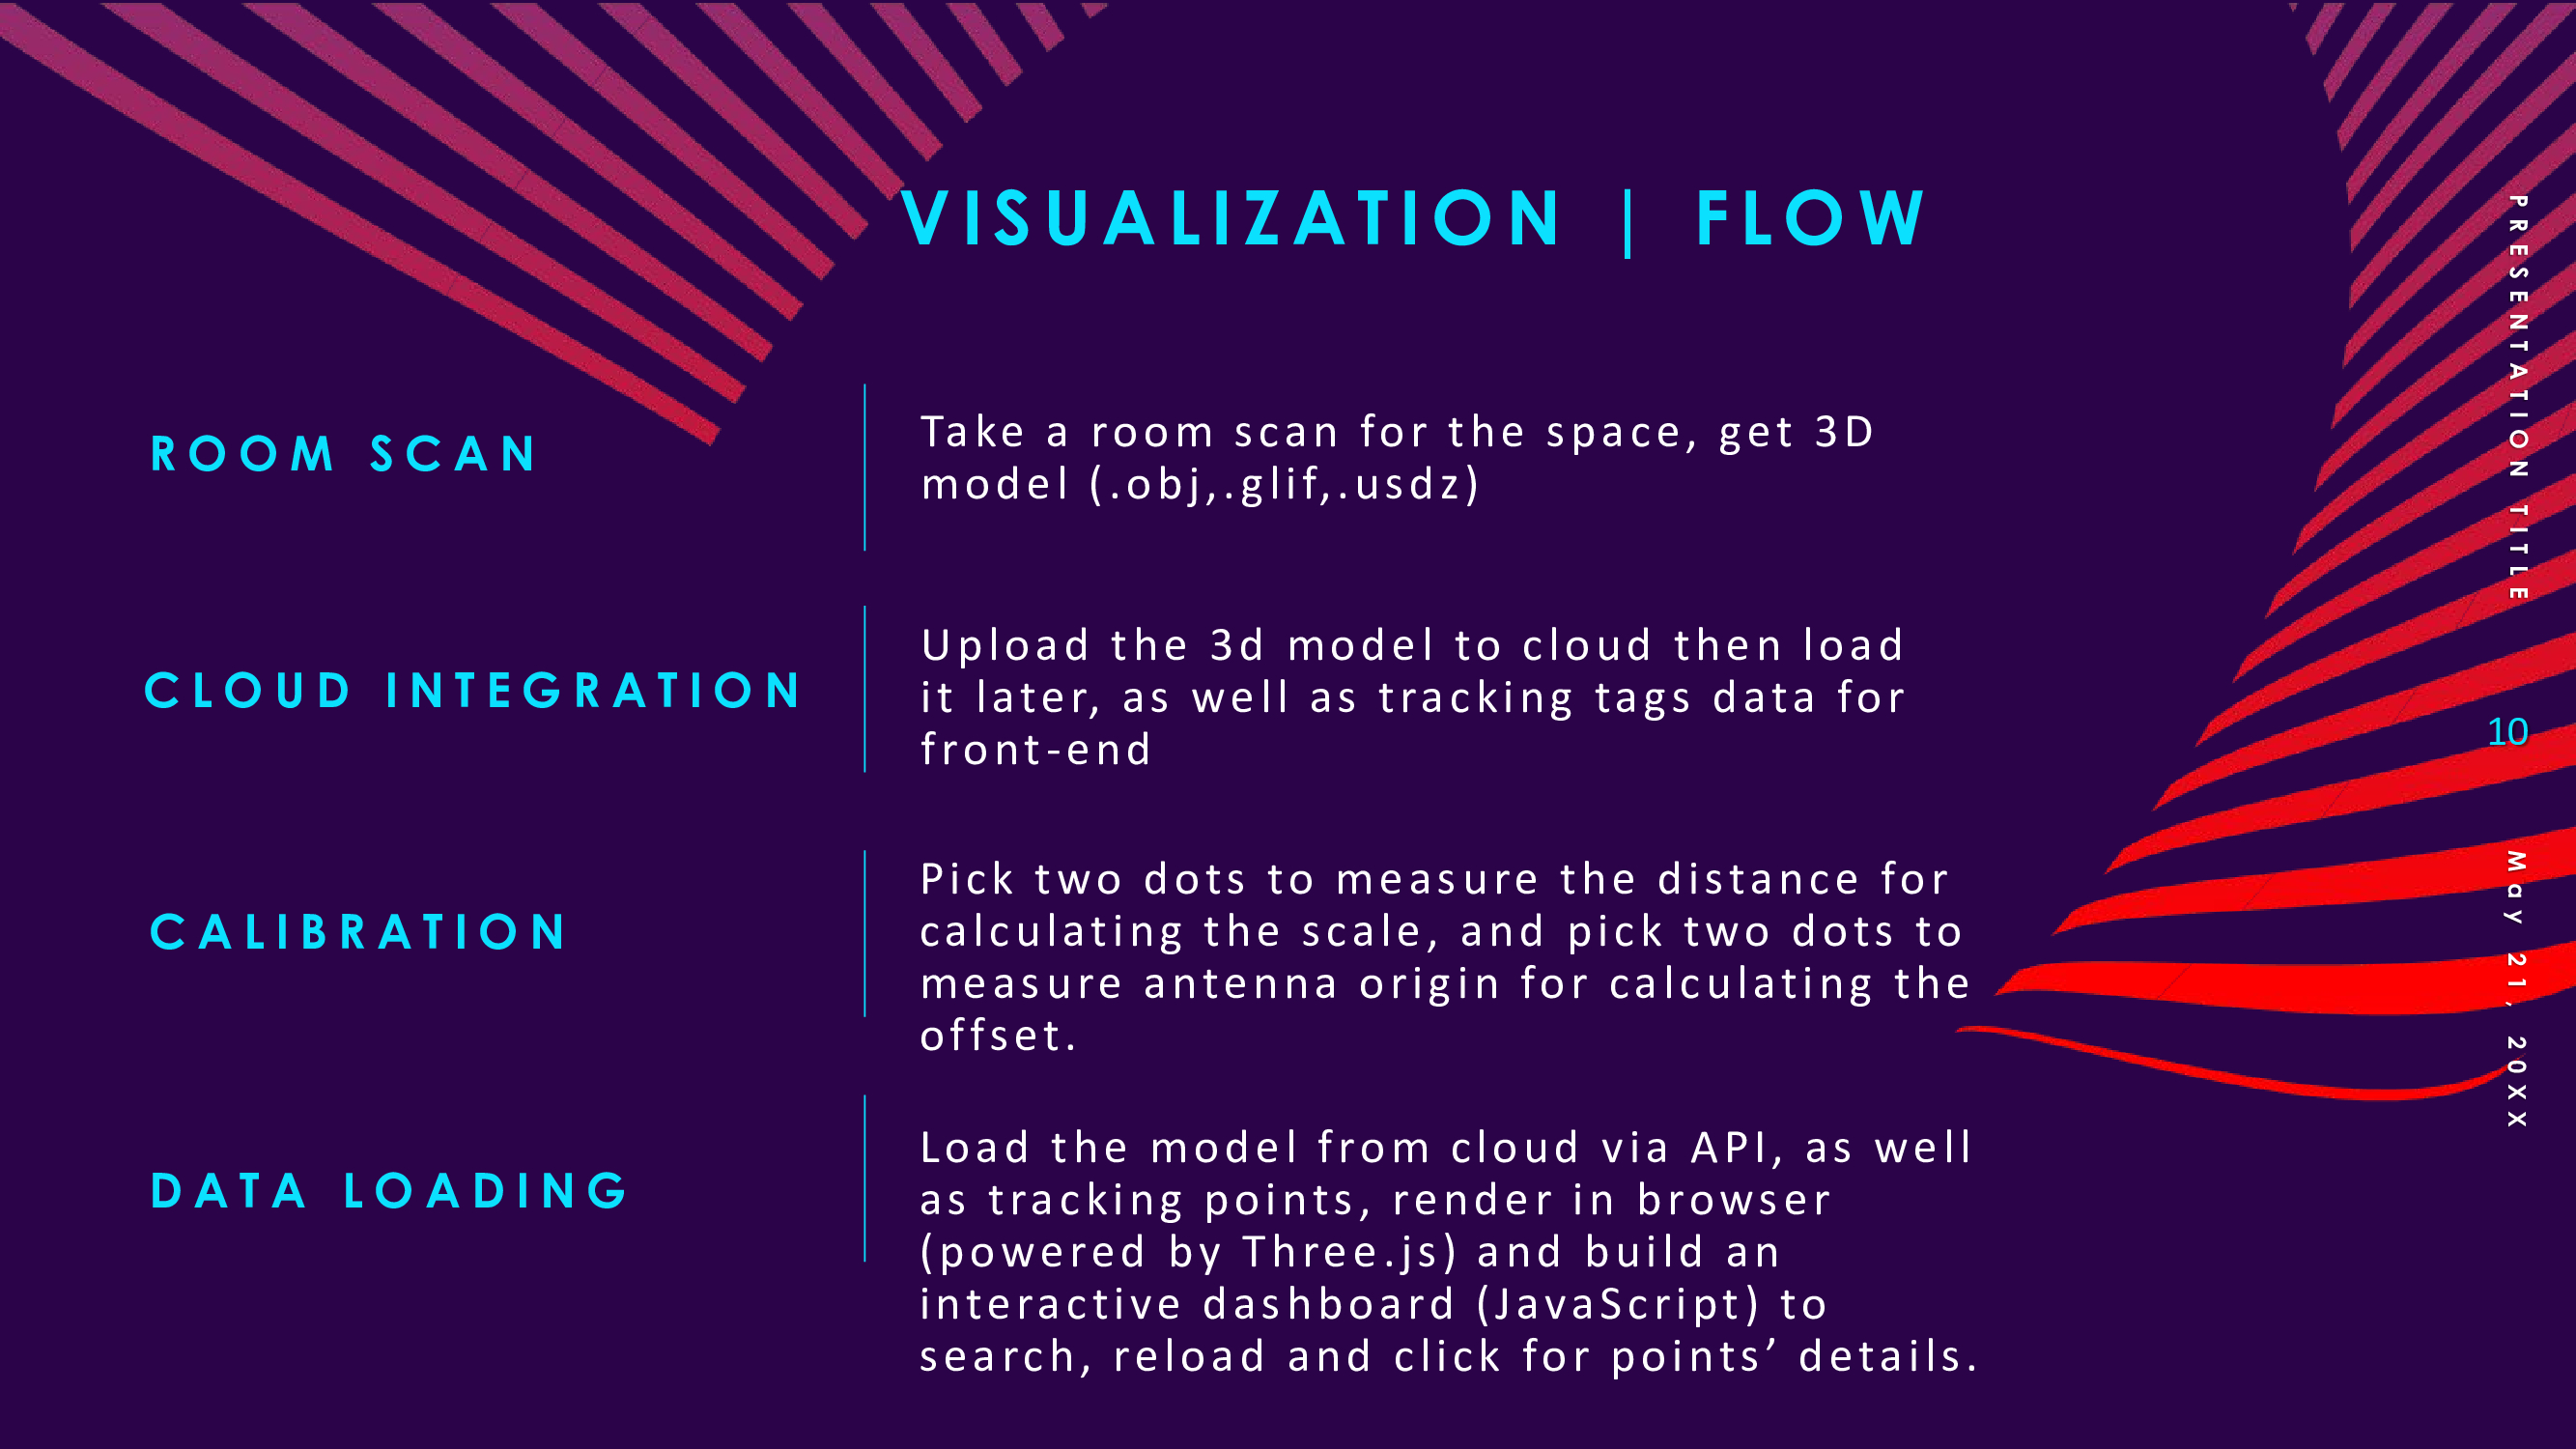 VISUALIZATION | FLOW
ROOM SCAN
Take a room scan for the space, get 3D
model (.obj,.glif,.usdz)
CLOUD INTEGRATION
Upload the 3d model to cloud then load
it later, as well as tracking tags data for
front-end
CALIBRATION
Pick two dots to measure the distance for
calculating the scale, and pick two dots to
measure antenna origin for calculating the
offset.
DATA LOADING
Load the model from cloud via API, as well
as tracking points, render in browser
(powered by Three.js) and build an
interactive dashboard (JavaScript) to
search, reload and click for points’ details.
PRESENTATION TITLE
10
May 21, 20XX